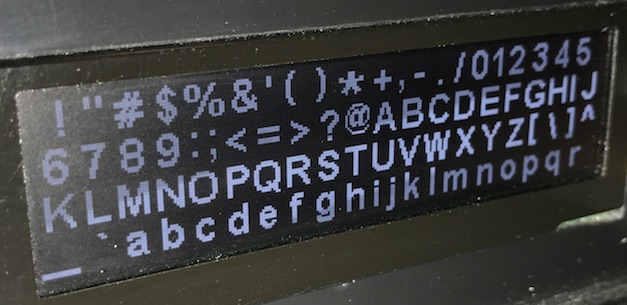 !"#$%&'()*+,-./012345
6789:;<=>?@ABCDEFGHIJ
KLMNOPQRSTUVWXYZ[\]^
_`abcdefghijklmnopqr